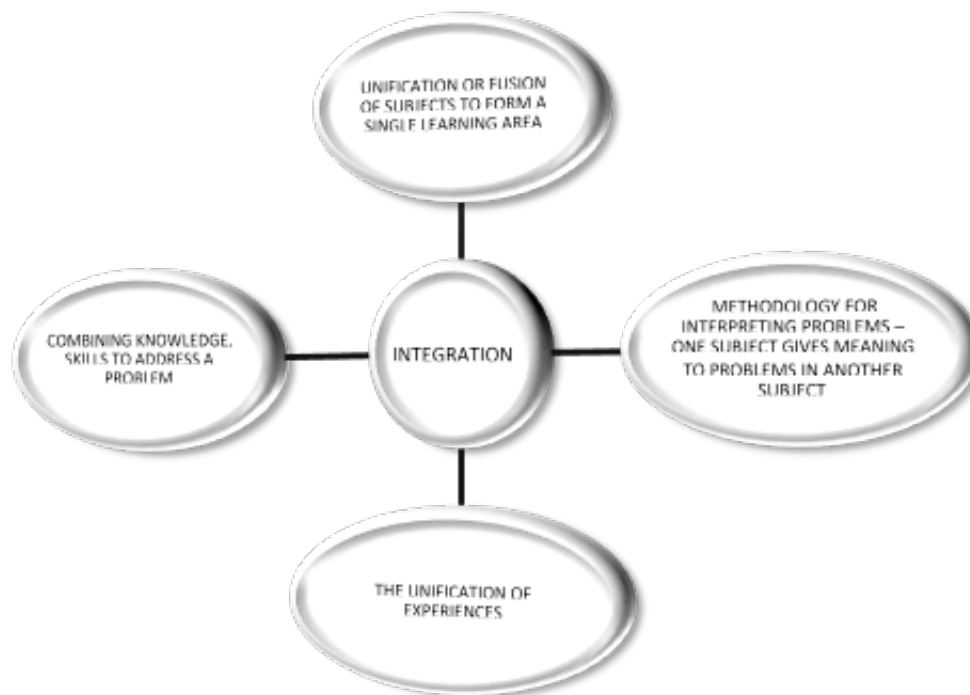 UNIFICATION OR FUSION
OF SUBJECTS TO FORM A
SINGLE LEARNING AREA
COMBINING KNOWLEDGE,
SKILLS TO ADDRESS A
PROBLEM
INTEGRATION
METHODOLOGY FOR
INTERPRETING PROBLEMS –
ONE SUBJECT GIVES MEANING
TO PROBLEMS IN ANOTHER
SUBJECT
THE UNIFICATION OF
EXPERIENCES